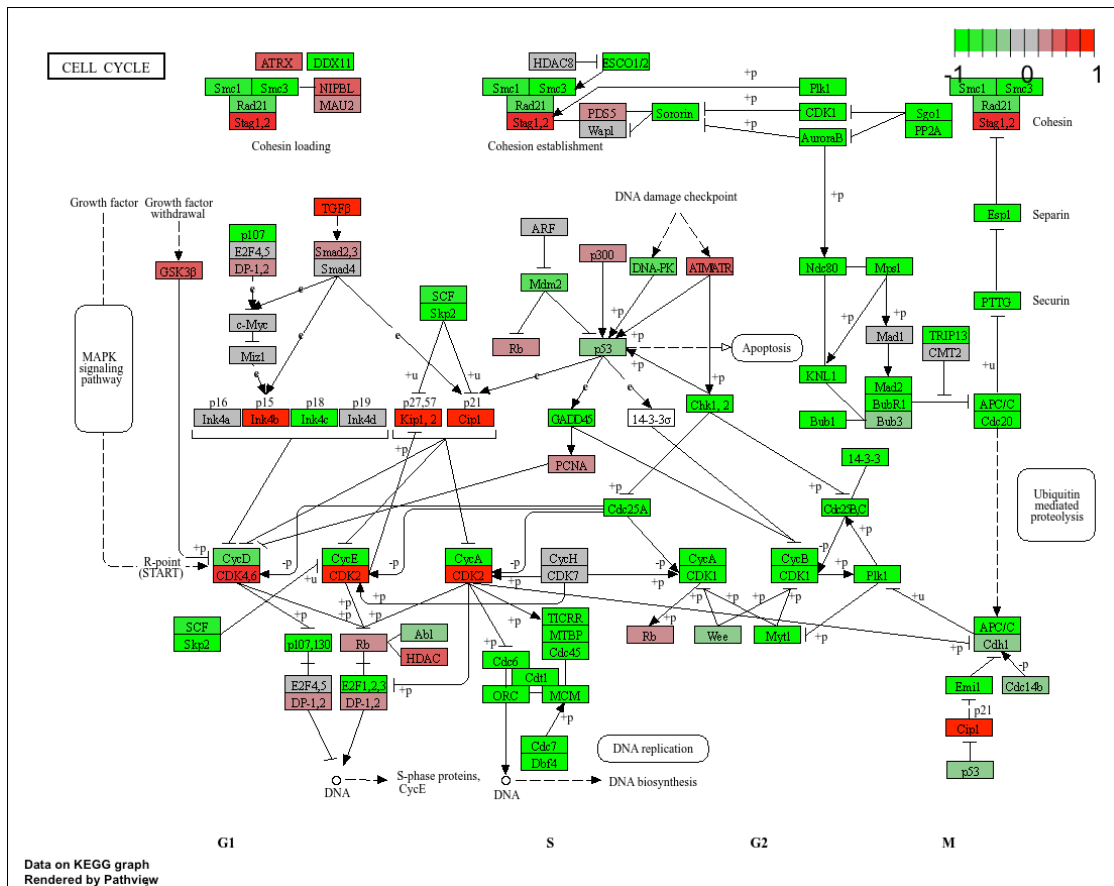 CELL CYCLE
-1 0 1
ATRX DDX11
Smc1 Smc3 NIPBL
Rad21 MAU2
Stag1,2
Cohesin loading
HDAC8 ESCO1/2
Smc1 Smc3
Rad21
Stag1,2
PDS5
Wapl
Sororin
Cohesion establishment
+p Plk1
+p CDK1
+p AuroraB
Sgo1
PP2A
Smc1 Smc3
Rad21
Stag1,2
Cohesin
+p
Esp1 Separin
PTTG Securin
+u
Growth factor
Growth factor
withdrawal
GSK3β
MAPK
signaling
pathway
p107
E2F4,5
DP-1,2
TGFβ
Smad2,3
Smad4
e e e e
c-Myc
Miz1
SCF
Skp2
+u +u
ARF
Mdm2
Rb
p300
DNA damage checkpoint
DNA-PK
ATM/ATR
+p +p
p53
+p +p
e e
Apoptosis
Ndc80 Mps1
+p +p
Mad1
TRIP13
CMT2
KNL1
Mad2
BubR1
Bub1 Bub3
APC/C
Cdc20
p16 p15 p18 p19 p27,57 p21
Ink4a Ink4b Ink4c Ink4d Kip1, 2 Cip1
+p
GADD45
14-3-3σ
Chk1, 2
PCNA
14-3-3
+p +p
Cdc25A
Cdc25B,C
Ubiquitin
mediated
proteolysis
R-point
(START)
+p
CycD
CDK4,6
-p
CycE
CDK2
-p
+u
CycA
CDK2
-p
+p
CycH
CDK7
+p
CycA
CDK1
-p
CycB
CDK1
-p +p
+p
Plk1
+u
SCF
Skp2
+p +p +p +p
p107,130
Rb
Abl
HDAC
+p
TICRR
MTBP
Cdc45
+p
Rb
+p +p +p
Wee
Myt1
+p
+p
APC/C
Cdh1
-p
E2F4,5
DP-1,2
E2F1,2,3
DP-1,2
+p
Cdc6
Cdt1
ORC MCM
+p
Cdc7
Dbf4
Emi1
Cdc14b
p21
Cip1
p53
DNA replication
DNA
S-phase proteins,
CycE
DNA
DNA biosynthesis
G1 S G2 M
Data on KEGG graph
Rendered by Pathview